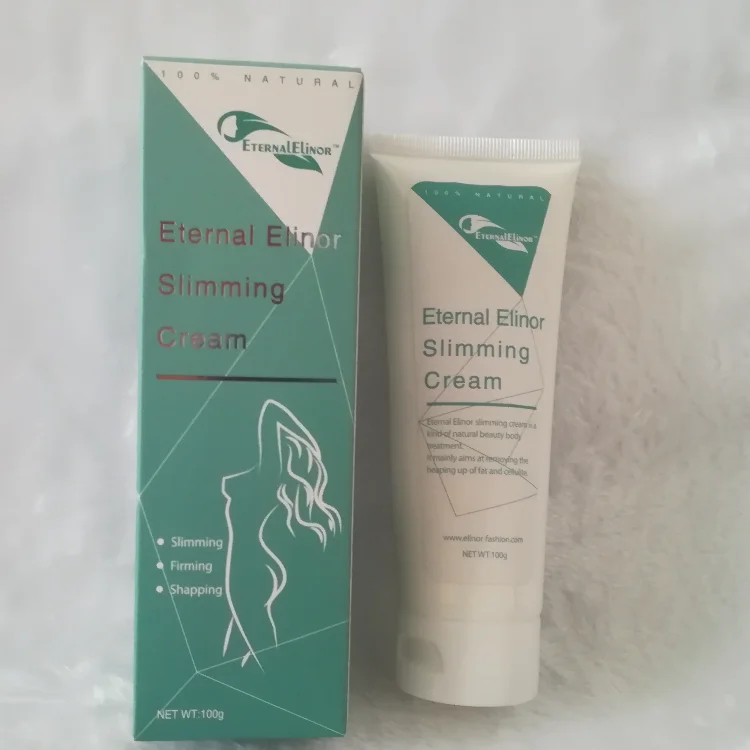 100% NATURAL
ETERNALELINOR™
Eternal Elinor
Slimming
Cream
Slimming
Firming
Shapping
NET WT:100g
100% NATURAL
ETERNALELINOR™
Eternal Elinor
Slimming
Cream
Eternal Elinor slimming cream is a
kind of natural beauty body
treatment.
It mainly aims at removing the
heaping up of fat and cellulite.
www.elinor-fashion.com
NET WT:100g